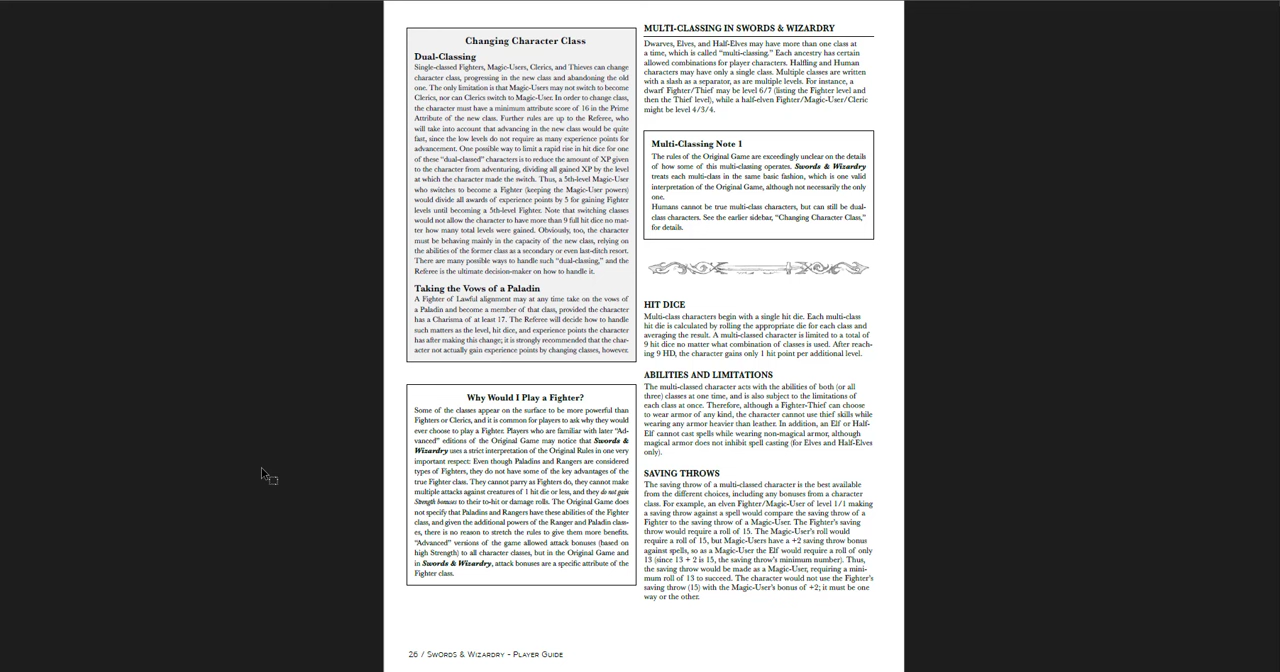 Changing Character Class
Dual-Classing
Single-classed Fighters, Magic-Users, Clerics, and Thieves can change
character class, progressing in the new class and abandoning the old
one. The only limitation is that Magic-Users may not switch to become
Clerics, nor can Clerics switch to Magic-User. In order to change class,
the character must have a minimum attribute score of 16 in the Prime
Attribute of the new class. Further rules are up to the Referee, who
will take into account that advancing in the new class would be quite
fast, since the low levels do not require as many experience points for
advancement. One possible way to limit a rapid rise in hit dice for one
of these "dual-classed" characters is to reduce the amount of XP given
to the character from adventuring, dividing all gained XP by the level
at which the character made the switch. Thus, a 5th-level Magic-User
who switches to become a Fighter (keeping the Magic-User powers)
would divide all awards of experience points by 5 for gaining Fighter
levels until becoming a 5th-level Fighter. Note that switching classes
would not allow the character to have more than 9 full hit dice no mat-
ter how many total levels were gained. Obviously, too, the character
must be behaving mainly in the capacity of the new class, relying on
the abilities of the former class as a secondary or even last-ditch resort.
There are many possible ways to handle such "dual-classing," and the
Referee is the ultimate decision-maker on how to handle it.
Taking the Vows of a Paladin
A Fighter of Lawful alignment may at any time take on the vows of
a Paladin and become a member of that class, provided the character
has a Charisma of at least 17. The Referee will decide how to handle
such matters as the level, hit dice, and experience points the character
has after making this change; it is strongly recommended that the char-
acter not actually gain experience points by changing classes, however.
Why Would I Play a Fighter?
Some of the classes appear on the surface to be more powerful than
Fighters or Clerics, and it is common for players to ask why they would
ever choose to play a Fighter. Players who are familiar with later "Ad-
vanced" editions of the Original Game may notice that Swords &
Wizardry uses a strict interpretation of the Original Rules in one very
important respect: Even though Paladins and Rangers are considered
types of Fighters, they do not have some of the key advantages of the
true Fighter class. They cannot parry as Fighters do, they cannot make
multiple attacks against creatures of 1 hit die or less, and they do not gain
Strength bonuses to their to-hit or damage rolls. The Original Game does
not specify that Paladins and Rangers have these abilities of the Fighter
class, and given the additional powers of the Ranger and Paladin class-
es, there is no reason to stretch the rules to give them more benefits.
"Advanced" versions of the game allowed attack bonuses (based on
high Strength) to all character classes, but in the Original Game and
in Swords & Wizardry, attack bonuses are a specific attribute of the
Fighter class.
MULTI-CLASSING IN SWORDS & WIZARDRY
Dwarves, Elves, and Half-Elves may have more than one class at
a time, which is called "multi-classing." Each ancestry has certain
allowed combinations for player characters. Halfling and Human
characters may have only a single class. Multiple classes are written
with a slash as a separator, as are multiple levels. For instance, a
dwarf Fighter/Thief may be level 6/7 (listing the Fighter level and
then the Thief level), while a half-elven Fighter/Magic-User/Cleric
might be level 4/3/4.
Multi-Classing Note 1
The rules of the Original Game are exceedingly unclear on the details
of how some of this multi-classing operates. Swords & Wizardry
treats each multi-class in the same basic fashion, which is one valid
interpretation of the Original Game, although not necessarily the only
one.
Humans cannot be true multi-class characters, but can still be dual-
class characters. See the earlier sidebar, "Changing Character Class,"
for details.
HIT DICE
Multi-class characters begin with a single hit die. Each multi-class
hit die is calculated by rolling the appropriate die for each class and
averaging the result. A multi-classed character is limited to a total of
9 hit dice no matter what combination of classes is used. After reach-
ing 9 HD, the character gains only 1 hit point per additional level.
ABILITIES AND LIMITATIONS
The multi-classed character acts with the abilities of both (or all
three) classes at one time, and is also subject to the limitations of
each class at once. Therefore, although a Fighter-Thief can choose
to wear armor of any kind, the character cannot use thief skills while
wearing any armor heavier than leather. In addition, an Elf or Half-
Elf cannot cast spells while wearing non-magical armor, although
magical armor does not inhibit spell casting (for Elves and Half-Elves
only).
SAVING THROWS
The saving throw of a multi-classed character is the best available
from the different choices, including any bonuses from a character
class. For example, an elven Fighter/Magic-User of level 1/1 making
a saving throw against a spell would compare the saving throw of a
Fighter to the saving throw of a Magic-User. The Fighter's saving
throw would require a roll of 15. The Magic-User's roll would
require a roll of 15, but Magic-Users have a +2 saving throw bonus
against spells, so as a Magic-User the Elf would require a roll of only
13 (since 13 + 2 is 15, the saving throw's minimum number). Thus,
the saving throw would be made as a Magic-User, requiring a mini-
mum roll of 13 to succeed. The character would not use the Fighter's
saving throw (15) with the Magic-User's bonus of +2; it must be one
way or the other.
26 / Swords & Wizardry – Player Guide